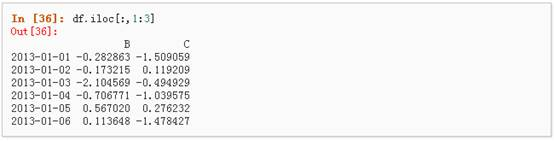 In [36]: df.iloc[:,1:3]
Out[36]:
B C
2013-01-01 -0.282863 -1.509059
2013-01-02 -0.173215 0.119209
2013-01-03 -2.104569 -0.494929
2013-01-04 -0.706771 -1.039575
2013-01-05 0.567020 0.276232
2013-01-06 0.113648 -1.478427